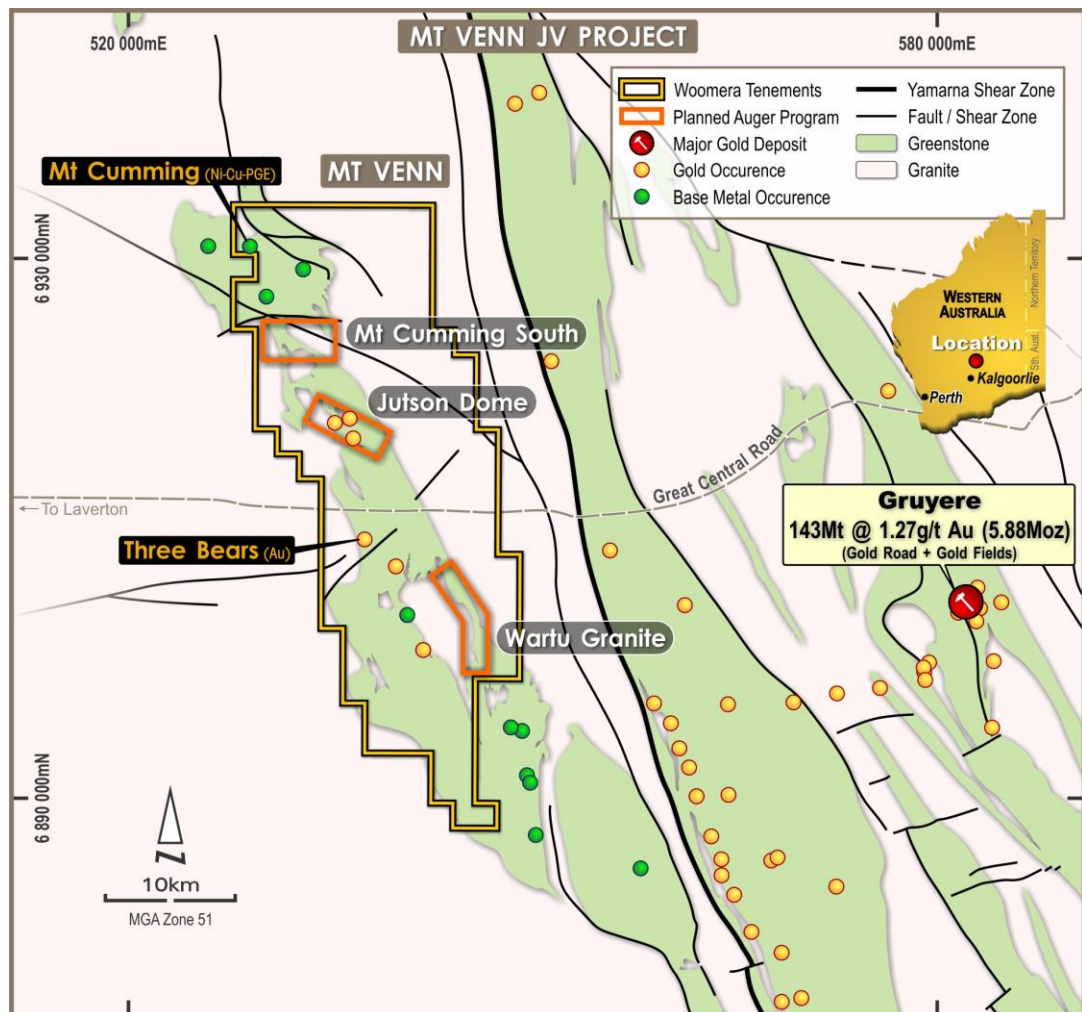 MT VENN JV PROJECT
520 000mE
580 000mE
Woomera Tenements
Planned Auger Program
Major Gold Deposit
Gold Occurence
Base Metal Occurence
Yamarna Shear Zone
Fault / Shear Zone
Greenstone
Granite
Mt Cumming (Ni-Cu-PGE)
MT VENN
6 930 000mN
WESTERN
AUSTRALIA
Northern Territory
Sth. Aust.
Location
Kalgoorlie
Perth
Mt Cumming South
Jutson Dome
Great Central Road
To Laverton
Three Bears (Au)
Gruyere
143Mt @ 1.27g/t Au (5.88Moz)
(Gold Road + Gold Fields)
Wartu Granite
6 890 000mN
N
10km
MGA Zone 51